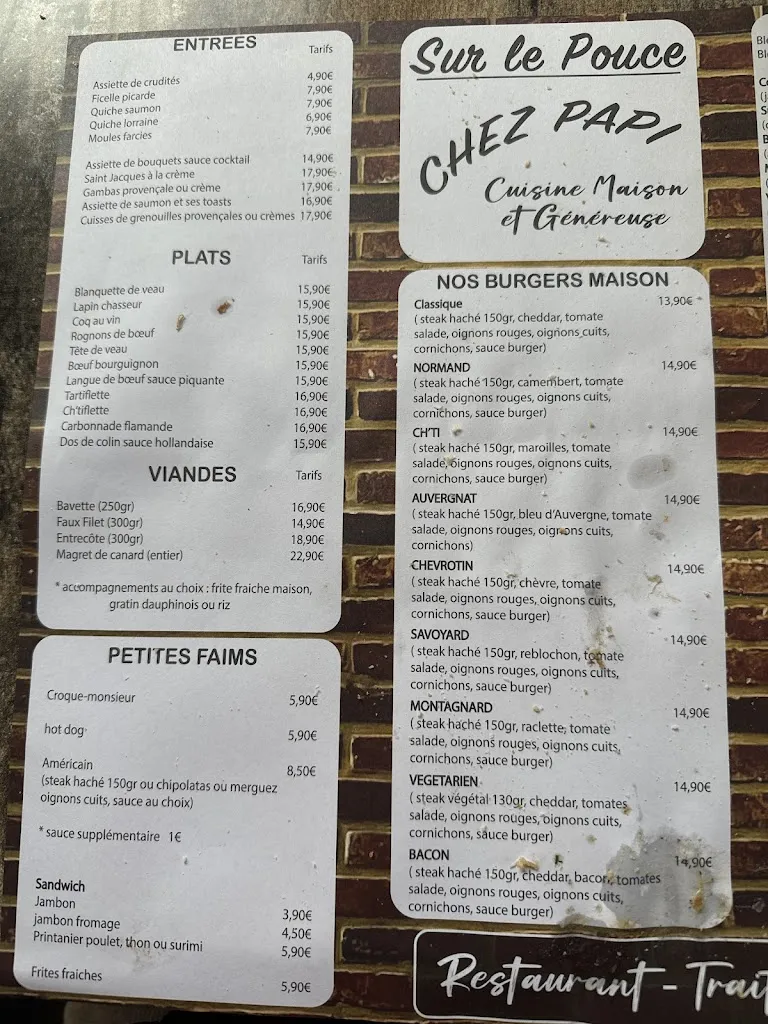 ENTREES Tarifs
Assiette de crudités 4,90€
Ficelle picarde 7,90€
Quiche saumon 7,90€
Quiche lorraine 6,90€
Moules farcies 7,90€
Assiette de bouquets sauce cocktail 14,90€
Saint Jacques à la crème 17,90€
Gambas provençale ou crème 17,90€
Assiette de saumon et ses toasts 16,90€
Cuisses de grenouilles provençales ou crèmes 17,90€
PLATS Tarifs
Blanquette de veau 15,90€
Lapin chasseur 15,90€
Coq au vin 15,90€
Rognons de bœuf 15,90€
Tête de veau 15,90€
Bœuf bourguignon 15,90€
Langue de bœuf sauce piquante 15,90€
Tartiflette 16,90€
Ch'tiflette 16,90€
Carbonnade flamande 16,90€
Dos de colin sauce hollandaise 15,90€
VIANDES Tarifs
Bavette (250gr) 16,90€
Faux Filet (300gr) 14,90€
Entrecôte (300gr) 18,90€
Magret de canard (entier) 22,90€
* accompagnements au choix : frite fraiche maison,
gratin dauphinois ou riz
PETITES FAIMS
Croque-monsieur 5,90€
hot dog 5,90€
Américain 8,50€
(steak haché 150gr ou chipolatas ou merguez
oignons cuits, sauce au choix)
* sauce supplémentaire 1€
Sandwich
Jambon 3,90€
jambon fromage 4,50€
Printanier poulet, thon ou surimi 5,90€
Frites fraiches 5,90€
Sur le Pouce
CHEZ PAPI
Cuisine Maison
et Généreuse
NOS BURGERS MAISON
Classique 13,90€
( steak haché 150gr, cheddar, tomate
salade, oignons rouges, oignons cuits,
cornichons, sauce burger)
NORMAND 14,90€
( steak haché 150gr, camembert, tomate
salade, oignons rouges, oignons cuits,
cornichons, sauce burger)
CH'TI 14,90€
( steak haché 150gr, maroilles, tomate
salade, oignons rouges, oignons cuits,
cornichons, sauce burger)
AUVERGNAT 14,90€
( steak haché 150gr, bleu d'Auvergne, tomate
salade, oignons rouges, oignons cuits,
cornichons)
CHEVROTIN 14,90€
( steak haché 150gr, chèvre, tomate
salade, oignons rouges, oignons cuits,
cornichons, sauce burger)
SAVOYARD 14,90€
( steak haché 150gr, reblochon, tomate
salade, oignons rouges, oignons cuits,
cornichons, sauce burger)
MONTAGNARD 14,90€
( steak haché 150gr, raclette, tomate
salade, oignons rouges, oignons cuits,
cornichons, sauce burger)
VEGETARIEN 14,90€
( steak végétal 130gr, cheddar, tomates
salade, oignons rouges, oignons cuits,
cornichons, sauce burger)
BACON 14,90€
( steak haché 150gr, cheddar, bacon, tomates
salade, oignons rouges, oignons cuits,
cornichons, sauce burger)
Restaurant - Trait